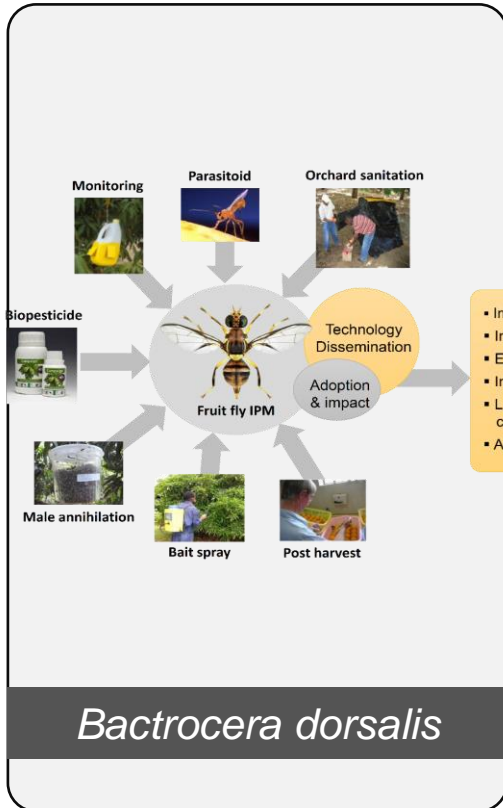 Parasitoid
Orchard sanitation
Monitoring
Biopesticide
Technology
Dissemination
Adoption
& impact
Fruit fly IPM
Male annihilation
Bait spray
Post harvest
Bactrocera dorsalis